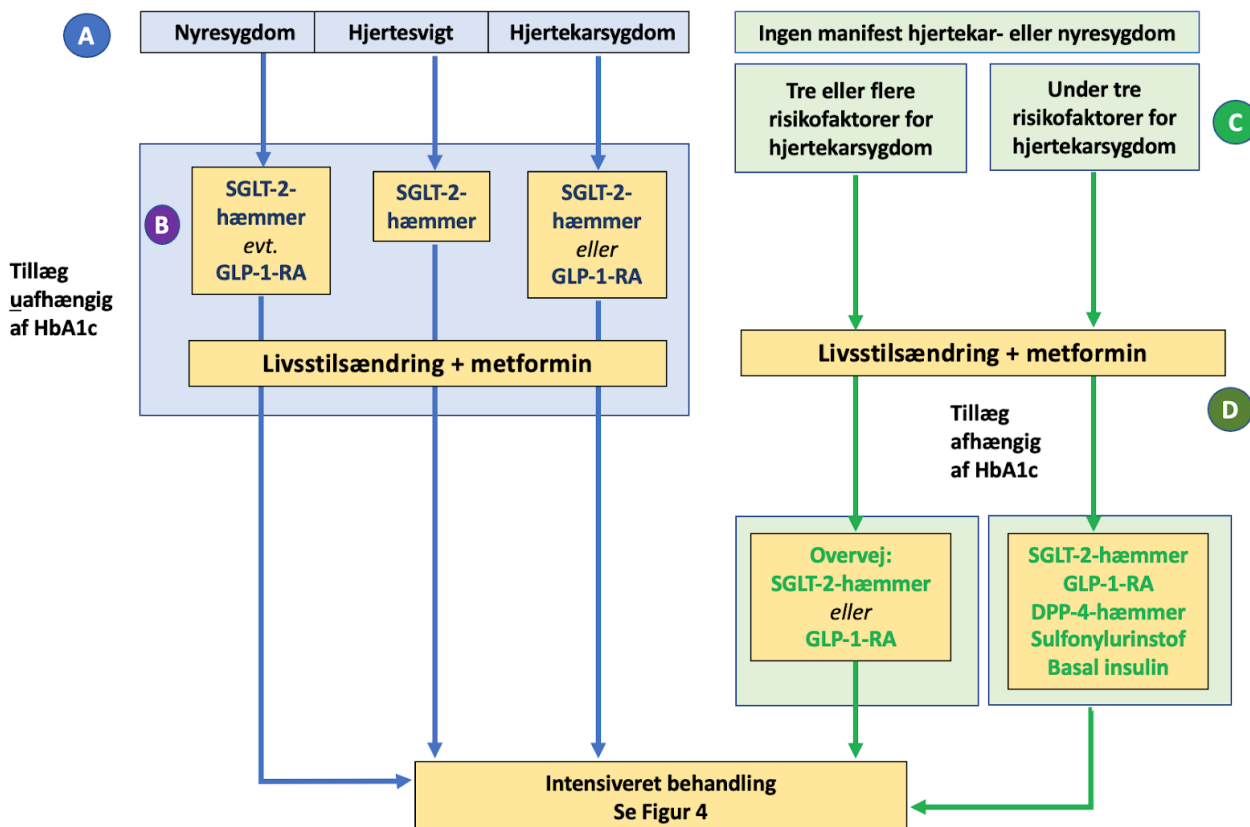 A
Nyresygdom
Hjertesvigt
Hjertekarsygdom
B
SGLT-2-
hæmmer
evt.
GLP-1-RA
SGLT-2-
hæmmer
SGLT-2-
hæmmer
eller
GLP-1-RA
Tillæg
uafhængig
af HbA1c
Livsstilsændring + metformin
Ingen manifest hjertekar- eller nyresygdom
Tre eller flere
risikofaktorer for
hjertekarsygdom
Under tre
risikofaktorer for
hjertekarsygdom
C
Livsstilsændring + metformin
D
Tillæg
afhængig
af HbA1c
Overvej:
SGLT-2-hæmmer
eller
GLP-1-RA
SGLT-2-hæmmer
GLP-1-RA
DPP-4-hæmmer
Sulfonylurinstof
Basal insulin
Intensiveret behandling
Se Figur 4